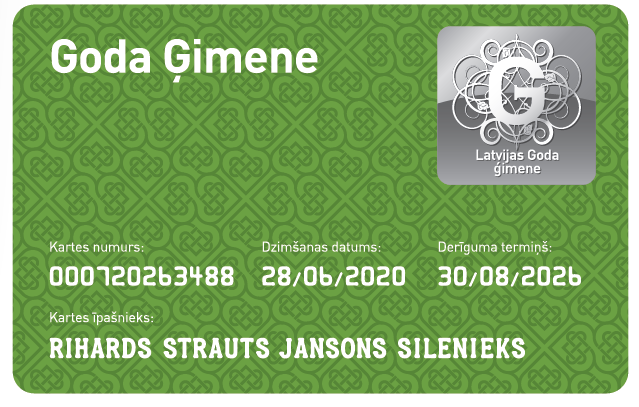 Goda Ģimene
G
Latvijas Goda
ģimene
Kartes numurs: Dzimšanas datums: Derīguma termiņš:
000720263488 28/06/2020 30/08/2026
Kartes īpašnieks:
RIHARDS STRAUTS JANSONS SILENIEKS